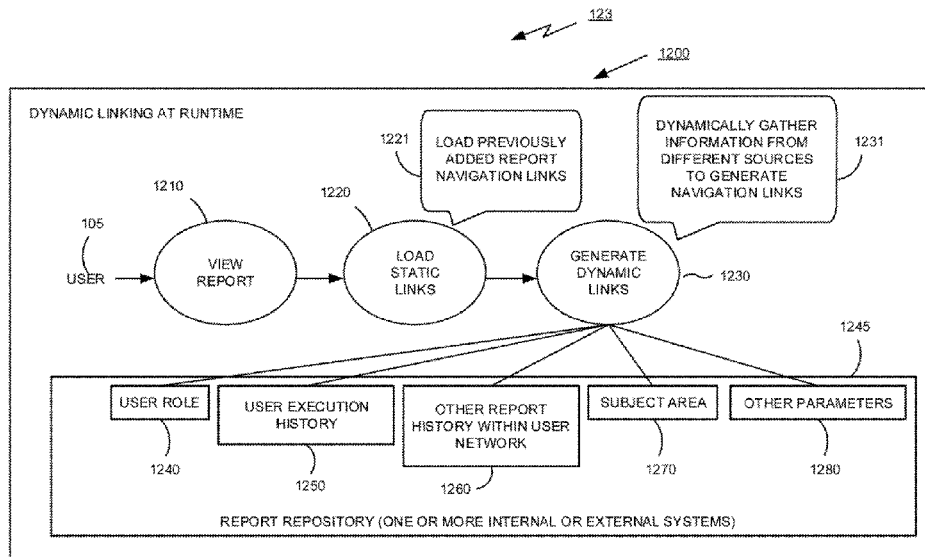 123
1200
DYNAMIC LINKING AT RUNTIME
1221
LOAD PREVIOUSLY
ADDED REPORT
NAVIGATION LINKS
DYNAMICALLY GATHER
INFORMATION FROM
DIFFERENT SOURCES
TO GENERATE
NAVIGATION LINKS
1231
1210
1220
105
USER
VIEW
REPORT
LOAD
STATIC
LINKS
GENERATE
DYNAMIC
LINKS
1230
1245
USER ROLE
USER EXECUTION
HISTORY
OTHER REPORT
HISTORY WITHIN USER
NETWORK
SUBJECT AREA
OTHER PARAMETERS
1240
1250
1260
1270
1280
REPORT REPOSITORY (ONE OR MORE INTERNAL OR EXTERNAL SYSTEMS)